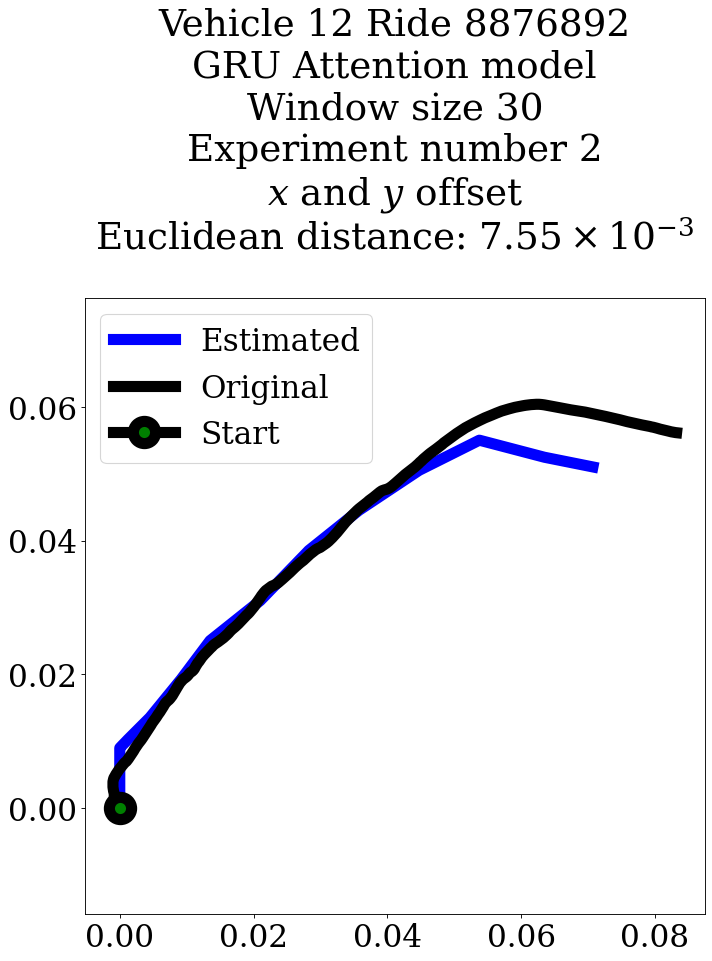 Vehicle 12 Ride 8876892
GRU Attention model
Window size 30
Experiment number 2
x and y offset
Euclidean distance: 7.55 × 10⁻³
Estimated
Original
Start
0.06
0.04
0.02
0.00
0.00 0.02 0.04 0.06 0.08